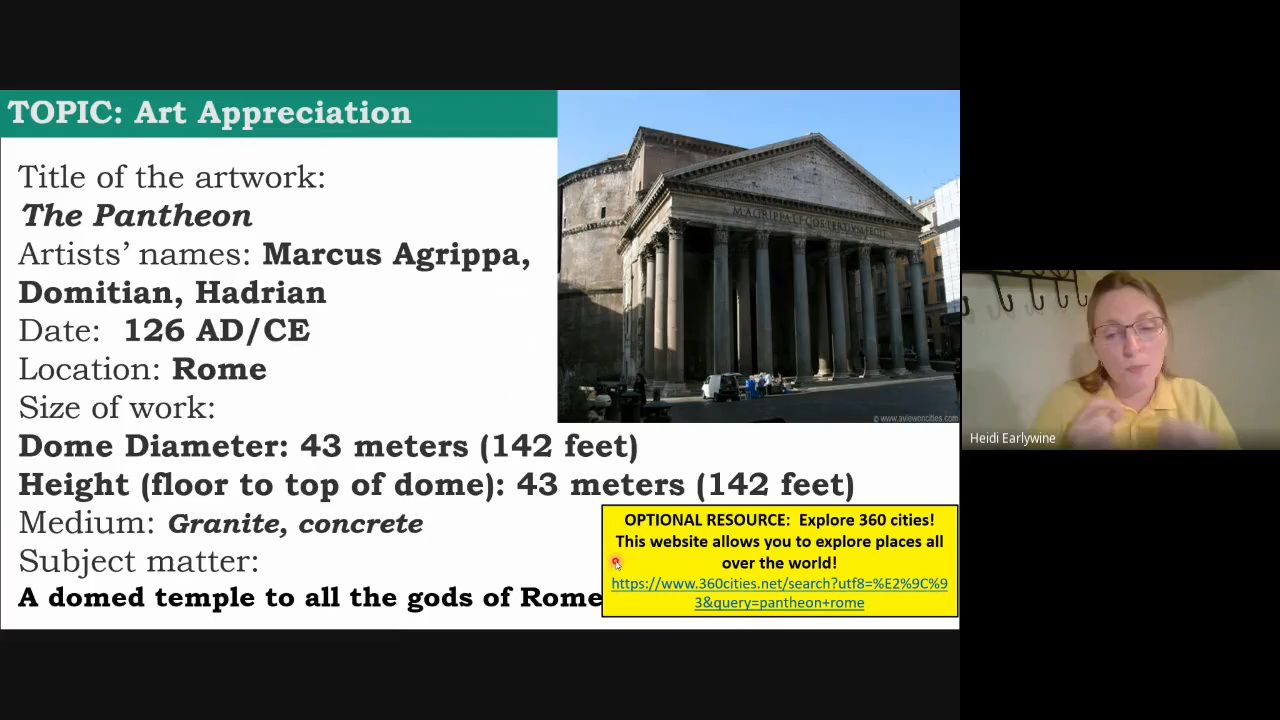 TOPIC: Art Appreciation
Title of the artwork:
The Pantheon
Artists’ names: Marcus Agrippa,
Domitian, Hadrian
Date: 126 AD/CE
Location: Rome
Size of work:
Dome Diameter: 43 meters (142 feet)
Height (floor to top of dome): 43 meters (142 feet)
Medium: Granite, concrete
Subject matter:
A domed temple to all the gods of Rome
© www.aviewoncities.com
OPTIONAL RESOURCE: Explore 360 cities!
This website allows you to explore places all
over the world!
https://www.360cities.net/search?utf8=%E2%9C%9
3&query=pantheon+rome
Heidi Earlywine